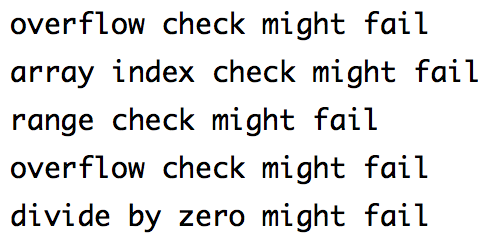 overflow check might fail
array index check might fail
range check might fail
overflow check might fail
divide by zero might fail